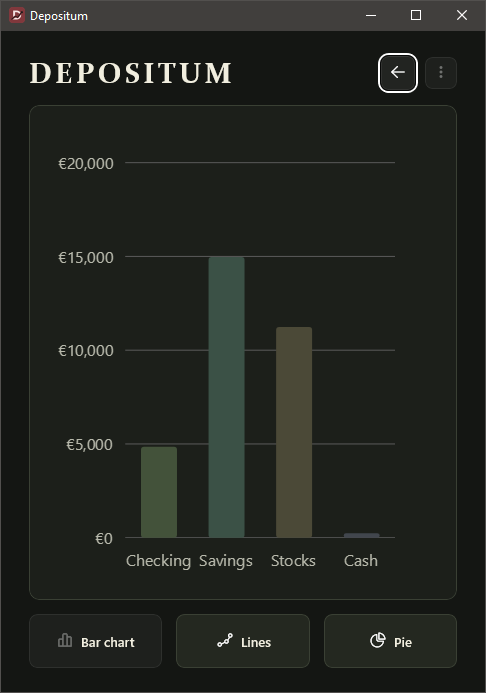 Depositum
DEPOSITUM
€20,000
€15,000
€10,000
€5,000
€0
Checking Savings Stocks Cash
Bar chart Lines Pie